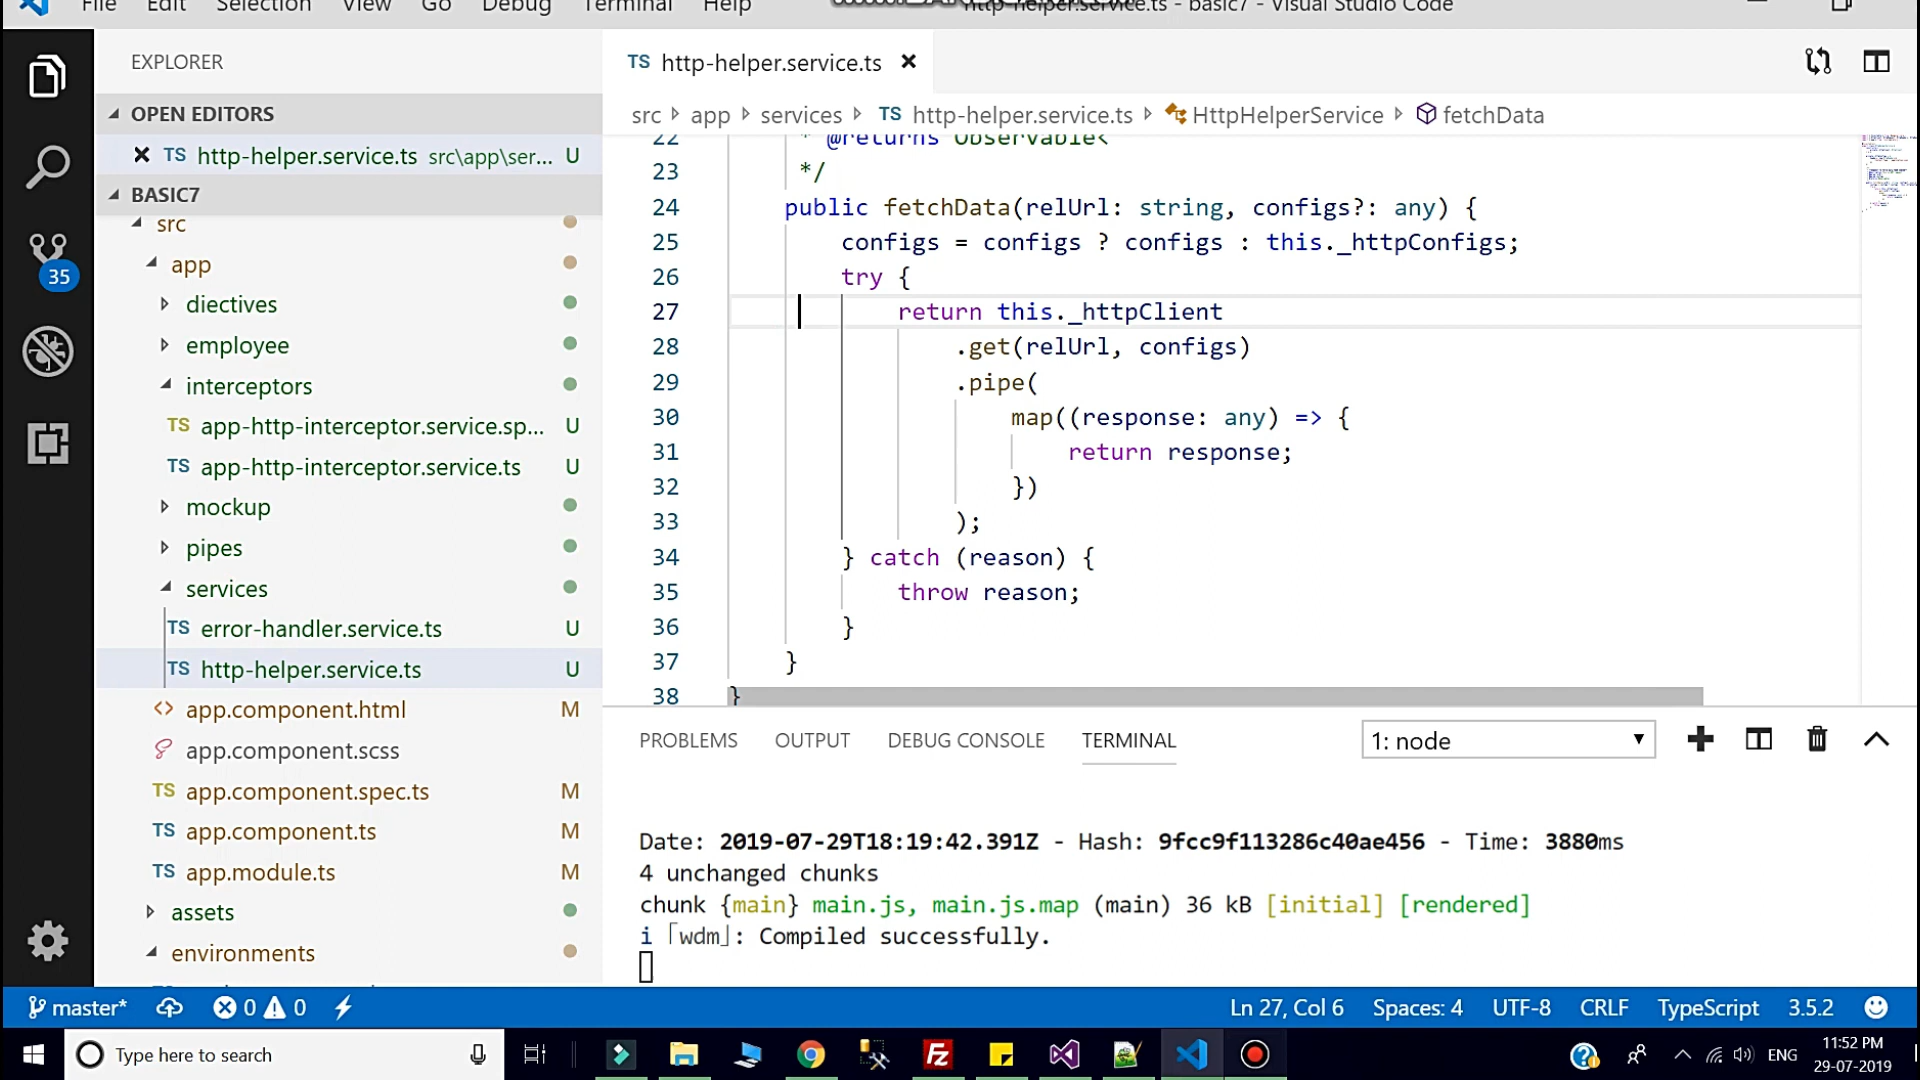 File Edit Selection View Go Debug Terminal Help http-helper.service.ts - basic7 - Visual Studio Code
EXPLORER
OPEN EDITORS
TS http-helper.service.ts src\app\ser... U
BASIC7
src
app
diectives
employee
interceptors
TS app-http-interceptor.service.sp... U
TS app-http-interceptor.service.ts U
mockup
pipes
services
TS error-handler.service.ts U
TS http-helper.service.ts U
<> app.component.html M
app.component.scss
TS app.component.spec.ts M
TS app.component.ts M
TS app.module.ts M
assets
environments
35
TS http-helper.service.ts
src app services TS http-helper.service.ts HttpHelperService fetchData
22 * @returns Observable<
23 */
24 public fetchData(relUrl: string, configs?: any) {
25 configs = configs ? configs : this._httpConfigs;
26 try {
27 return this._httpClient
28 .get(relUrl, configs)
29 .pipe(
30 map((response: any) => {
31 return response;
32 })
33 );
34 } catch (reason) {
35 throw reason;
36 }
37 }
38 }
PROBLEMS OUTPUT DEBUG CONSOLE TERMINAL 1: node
Date: 2019-07-29T18:19:42.391Z - Hash: 9fcc9f113286c40ae456 - Time: 3880ms
4 unchanged chunks
chunk {main} main.js, main.js.map (main) 36 kB [initial] [rendered]
i ｢wdm｣: Compiled successfully.
master* 0 0 Ln 27, Col 6 Spaces: 4 UTF-8 CRLF TypeScript 3.5.2
Type here to search
Fz
ENG
11:52 PM
29-07-2019